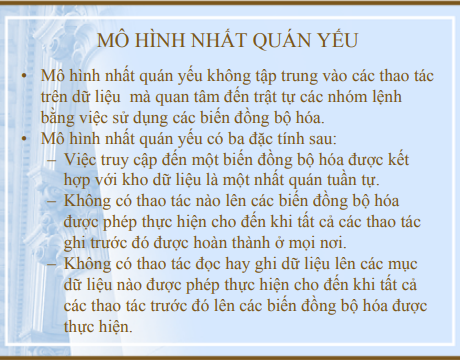 MÔ HÌNH NHẤT QUÁN YẾU
• Mô hình nhất quán yếu không tập trung vào các thao tác
trên dữ liệu mà quan tâm đến trật tự các nhóm lệnh
bằng việc sử dụng các biến đồng bộ hóa.
• Mô hình nhất quán yếu có ba đặc tính sau:
– Việc truy cập đến một biến đồng bộ hóa được kết
hợp với kho dữ liệu là một nhất quán tuần tự.
– Không có thao tác nào lên các biến đồng bộ hóa
được phép thực hiện cho đến khi tất cả các thao tác
ghi trước đó được hoàn thành ở mọi nơi.
– Không có thao tác đọc hay ghi dữ liệu lên các mục
dữ liệu nào được phép thực hiện cho đến khi tất cả
các thao tác trước đó lên các biến đồng bộ hóa được
thực hiện.